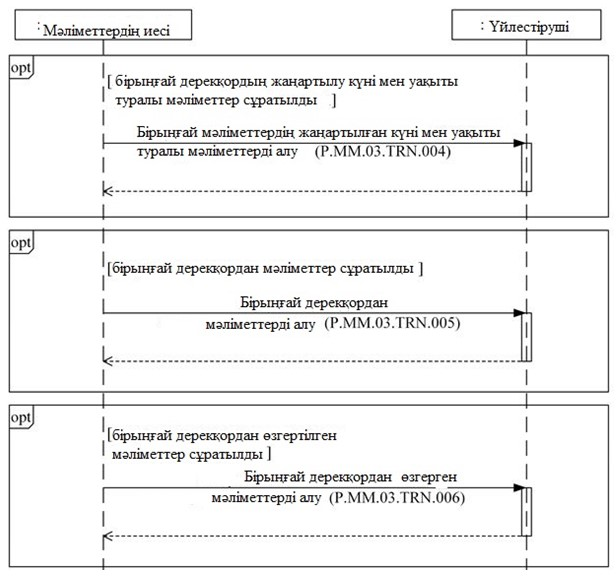 : Мәліметтердің иесі
: Үйлестіруші
opt
[ бірыңғай дерекқордың жаңартылу күні мен уақыты
туралы мәліметтер сұратылды ]
Бірыңғай мәліметтердің жаңартылған күні мен уақыты
туралы мәліметтерді алу (P.MM.03.TRN.004)
opt
[бірыңғай дерекқордан мәліметтер сұратылды ]
Бірыңғай дерекқордан
мәліметтерді алу (P.MM.03.TRN.005)
opt
[бірыңғай дерекқордан өзгертілген
мәліметтер сұратылды ]
Бірыңғай дерекқордан өзгерген
мәліметтерді алу (P.MM.03.TRN.006)